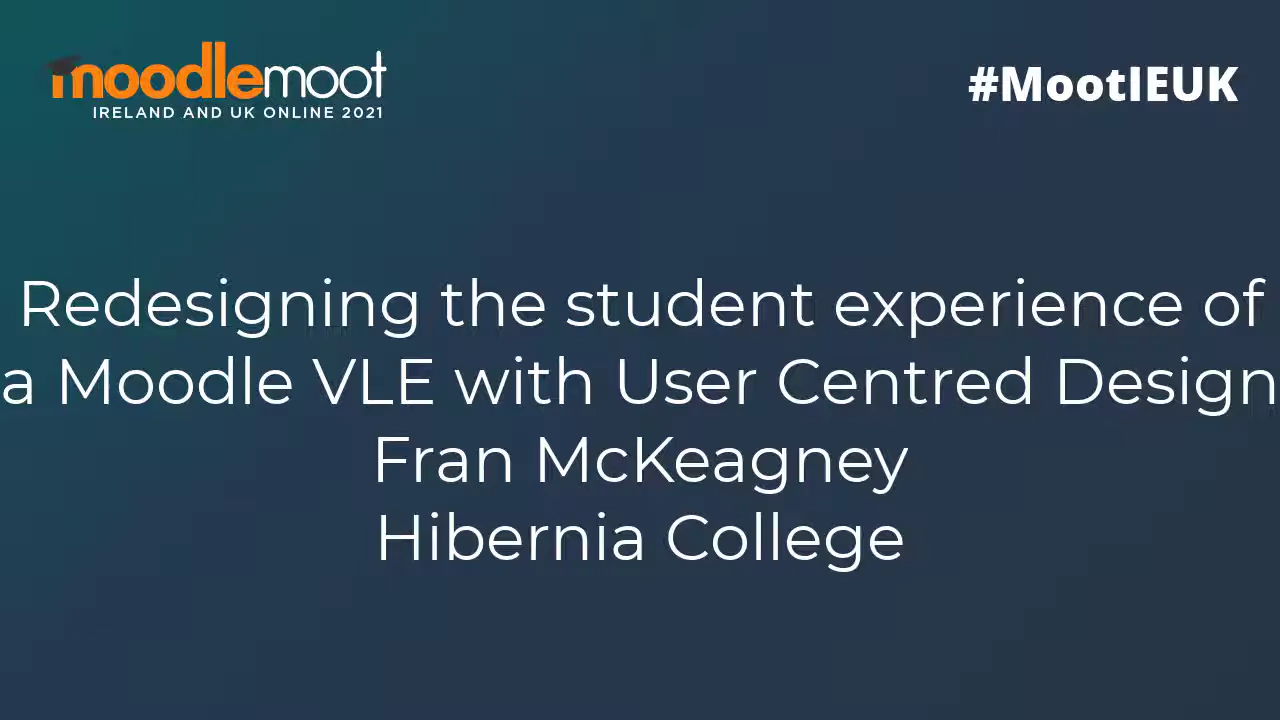 moodlemoot
IRELAND AND UK ONLINE 2021
#MootIEUK
Redesigning the student experience of
a Moodle VLE with User Centred Design
Fran McKeagney
Hibernia College